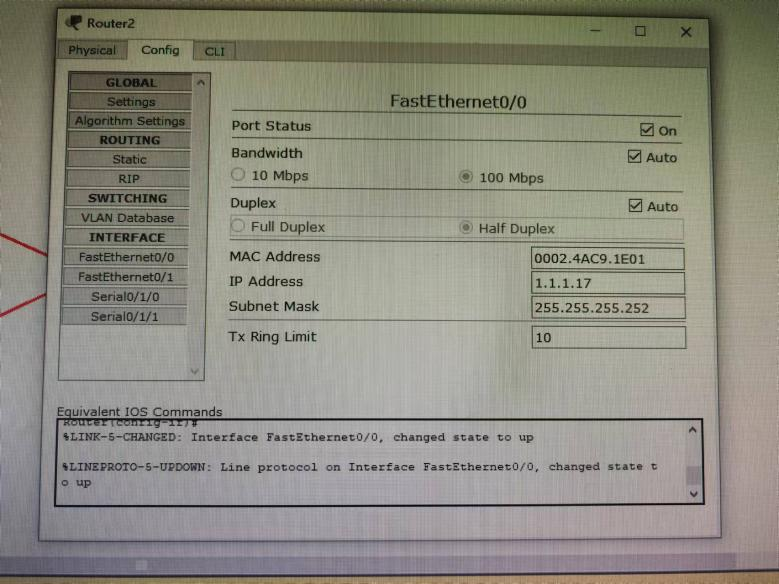 Router2
Physical Config CLI
GLOBAL
Settings
Algorithm Settings
ROUTING
Static
RIP
SWITCHING
VLAN Database
INTERFACE
FastEthernet0/0
FastEthernet0/1
Serial0/1/0
Serial0/1/1
FastEthernet0/0
Port Status On
Bandwidth Auto
10 Mbps 100 Mbps
Duplex Auto
Full Duplex Half Duplex
MAC Address 0002.4AC9.1E01
IP Address 1.1.1.17
Subnet Mask 255.255.255.252
Tx Ring Limit 10
Equivalent IOS Commands
Router(config-if)#
%LINK-5-CHANGED: Interface FastEthernet0/0, changed state to up
%LINEPROTO-5-UPDOWN: Line protocol on Interface FastEthernet0/0, changed state t
o up